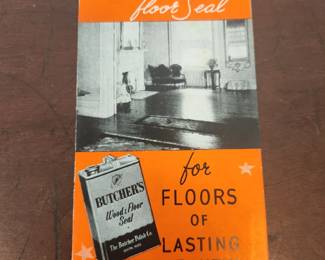 floor Seal
BUTCHER'S
Wood & Floor
Seal
The Butcher Polish Co.
for
FLOORS
OF
LASTING